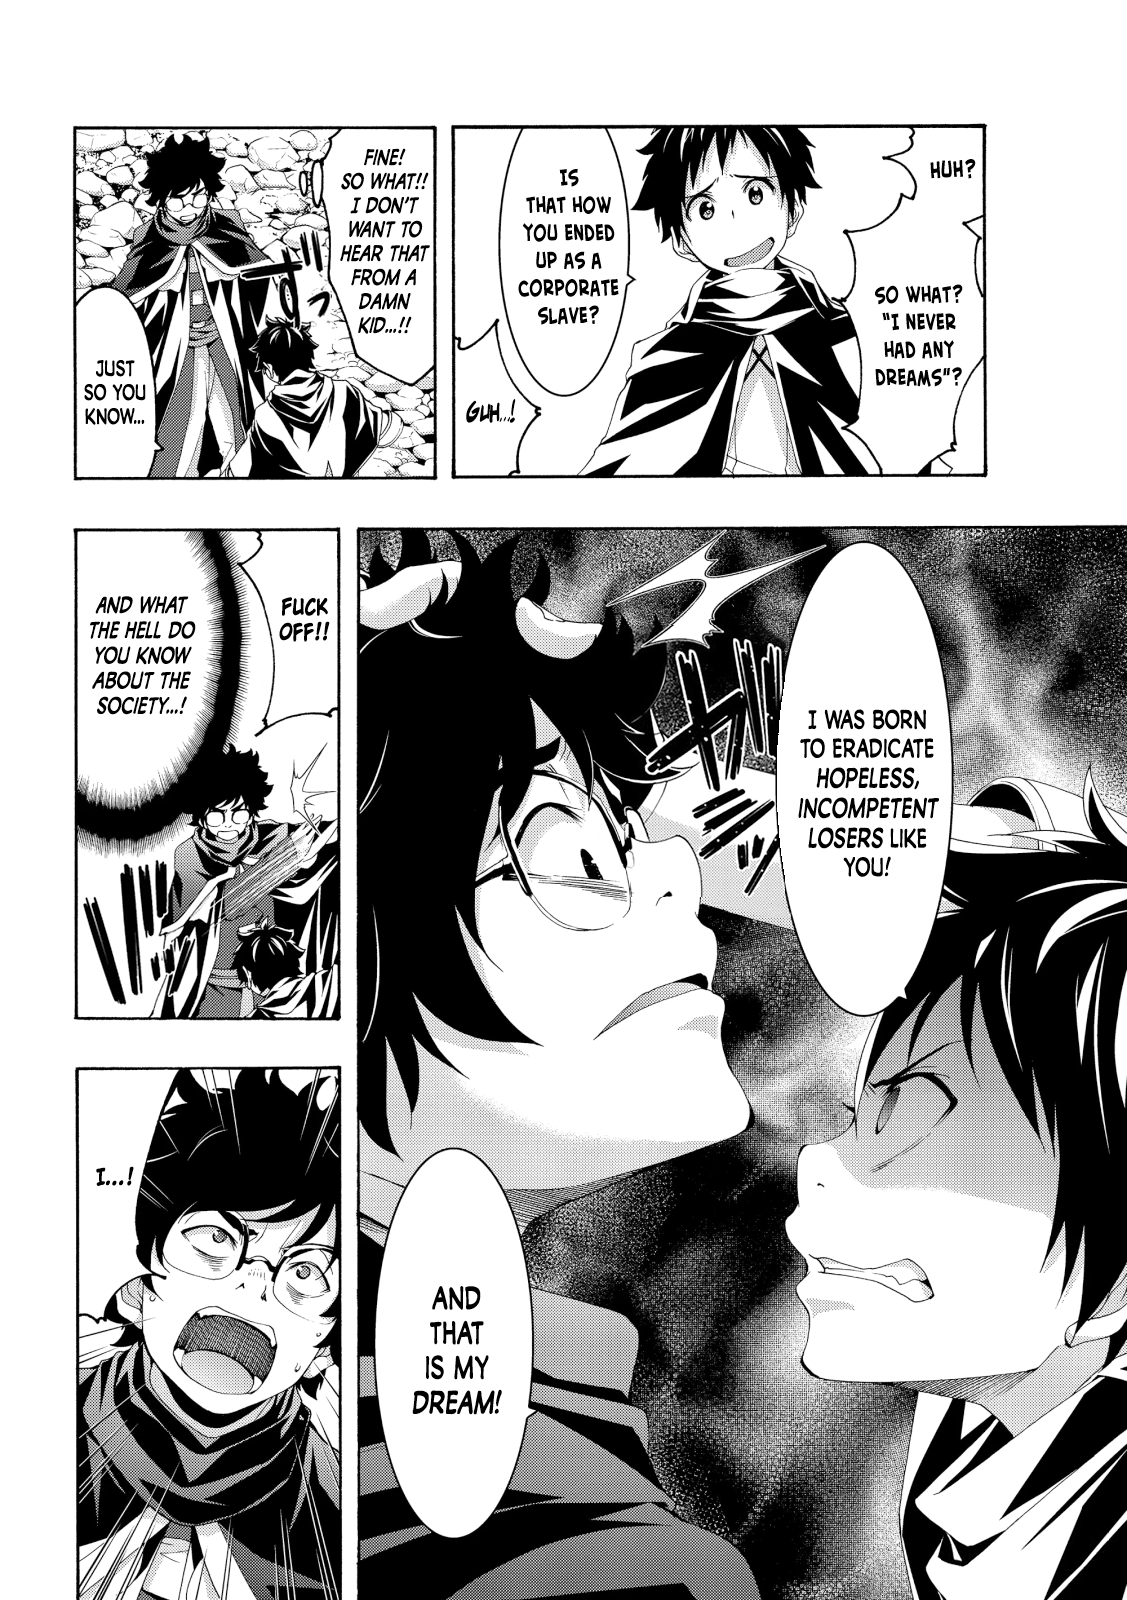 HUH?
SO WHAT?
"I NEVER
HAD ANY
DREAMS"?
IS
THAT HOW
YOU ENDED
UP AS A
CORPORATE
SLAVE?
GUH...!
FINE!
SO WHAT!!
I DON'T
WANT TO
HEAR THAT
FROM A
DAMN
KID...!!
JUST
SO YOU
KNOW...
I WAS BORN
TO ERADICATE
HOPELESS,
INCOMPETENT
LOSERS LIKE
YOU!
AND
THAT
IS MY
DREAM!
FUCK
OFF!!
AND WHAT
THE HELL DO
YOU KNOW
ABOUT THE
SOCIETY...!
I...!